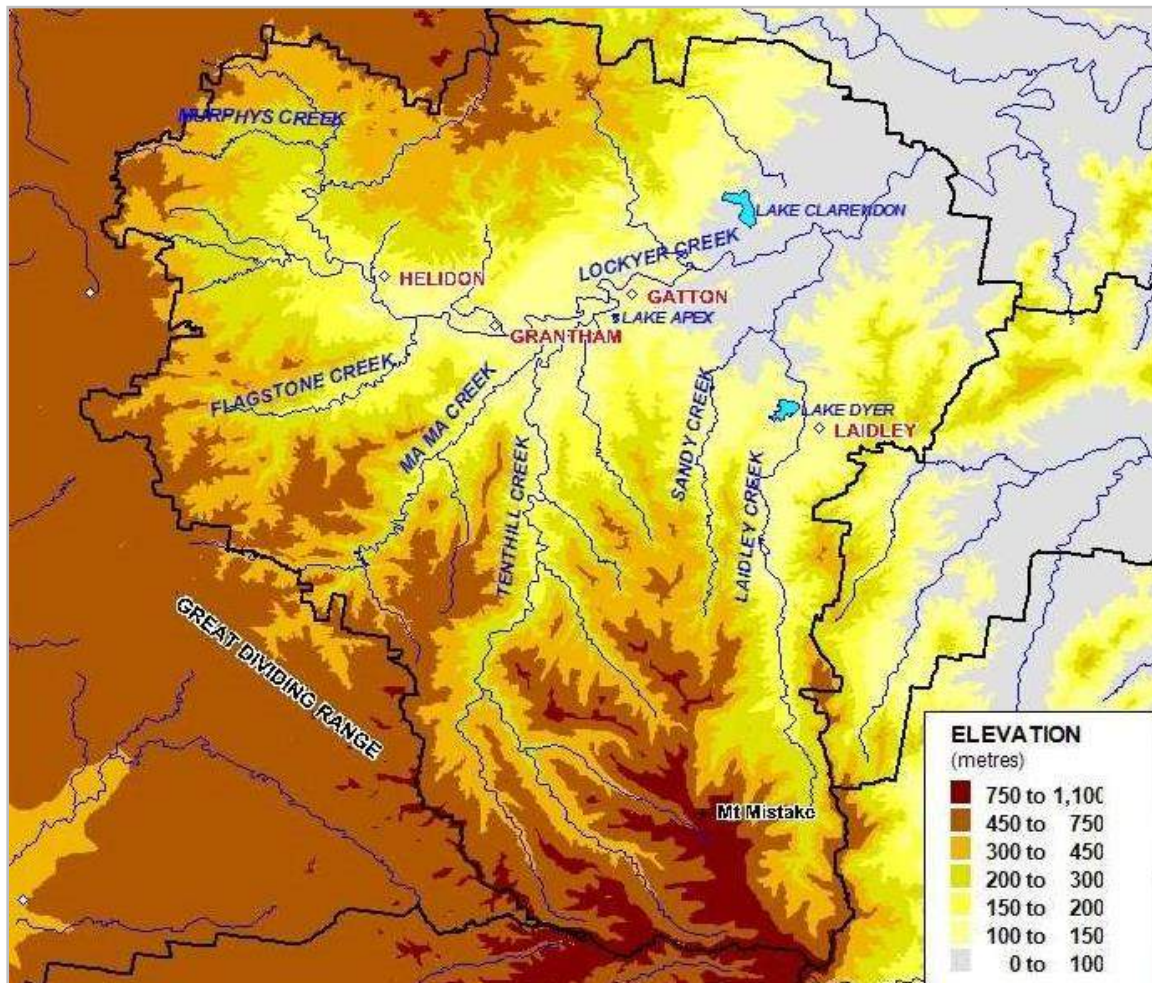 MURPHYS CREEK
LAKE CLARENDON
LOCKYER CREEK
HELIDON
GATTON
LAKE APEX
GRANTHAM
FLAGSTONE CREEK
MA MA CREEK
SANDY CREEK
LAKE DYER
LAIDLEY
TENTHILL CREEK
LAIDLEY CREEK
GREAT DIVIDING RANGE
Mt Mistake
ELEVATION
(metres)
750 to 1,100
450 to 750
300 to 450
200 to 300
150 to 200
100 to 150
0 to 100